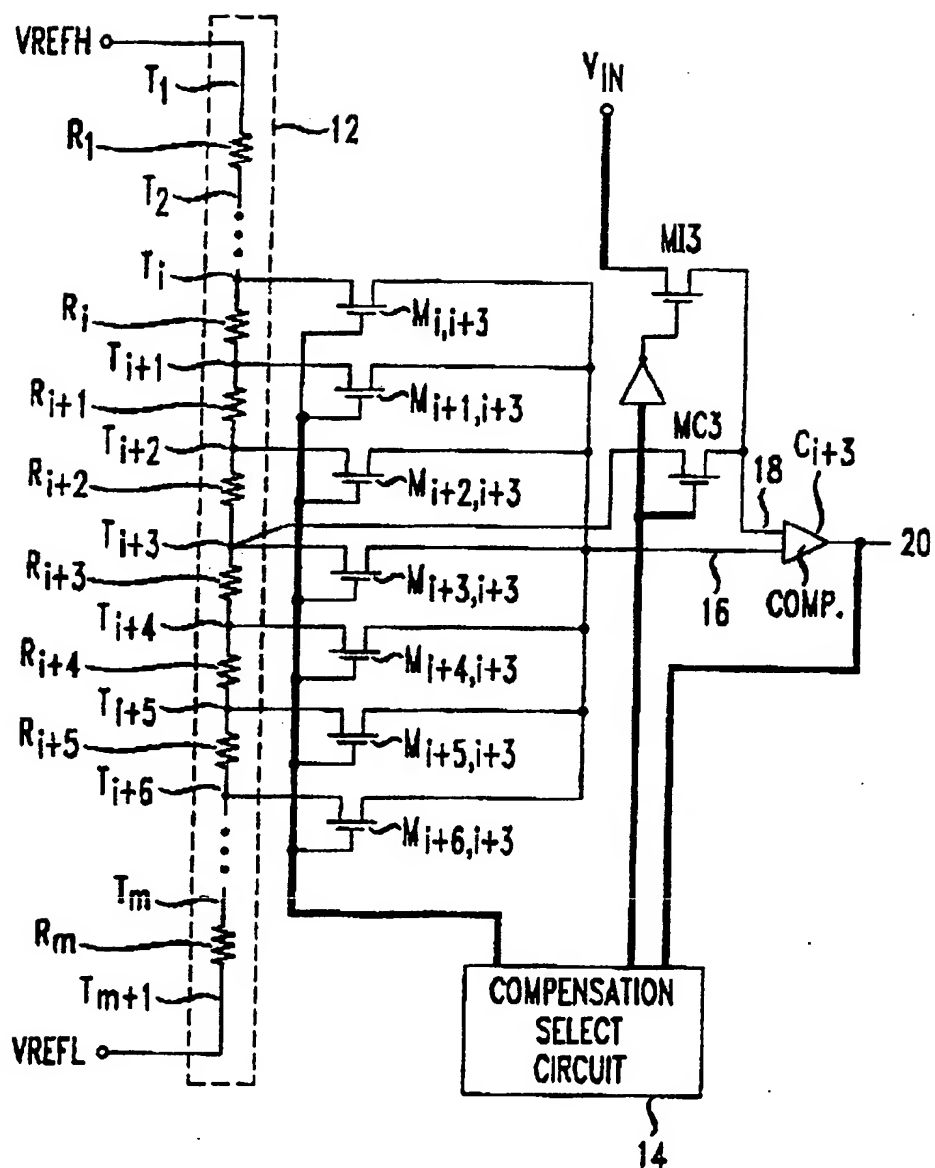 VREFH
T1
R1
12
T2
VIN
Ti
Ri
Mi,i+3
MI3
Ti+1
Ri+1
Mi+1,i+3
Ti+2
Ri+2
Mi+2,i+3
MC3
Ci+3
18
Ti+3
Ri+3
Mi+3,i+3
16
COMP.
20
Ti+4
Ri+4
Mi+4,i+3
Ti+5
Ri+5
Mi+5,i+3
Ti+6
Mi+6,i+3
Tm
Rm
Tm+1
VREFL
COMPENSATION
SELECT
CIRCUIT
14